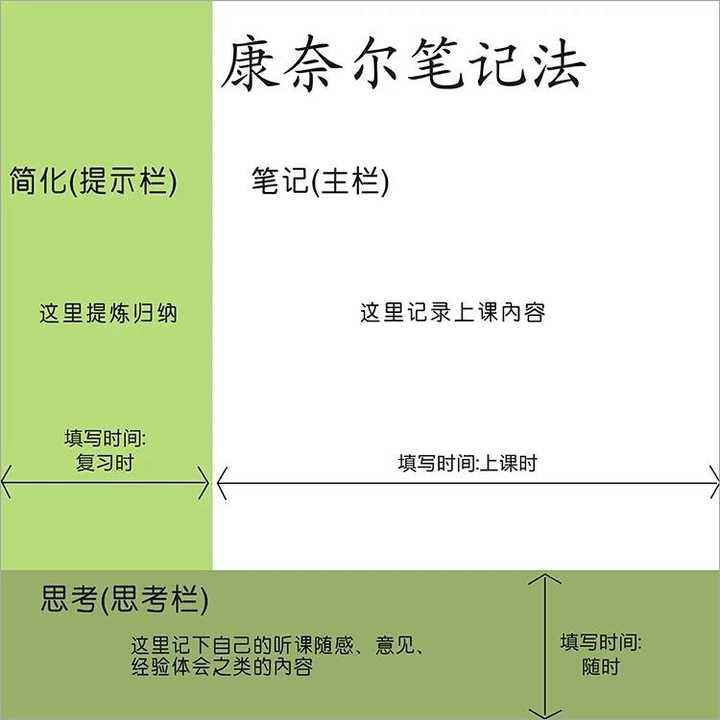 康奈尔笔记法
简化(提示栏)
笔记(主栏)
这里提炼归纳
这里记录上课内容
填写时间:
复习时
填写时间:上课时
思考(思考栏)
这里记下自己的听课随感、意见、
经验体会之类的内容
填写时间:
随时